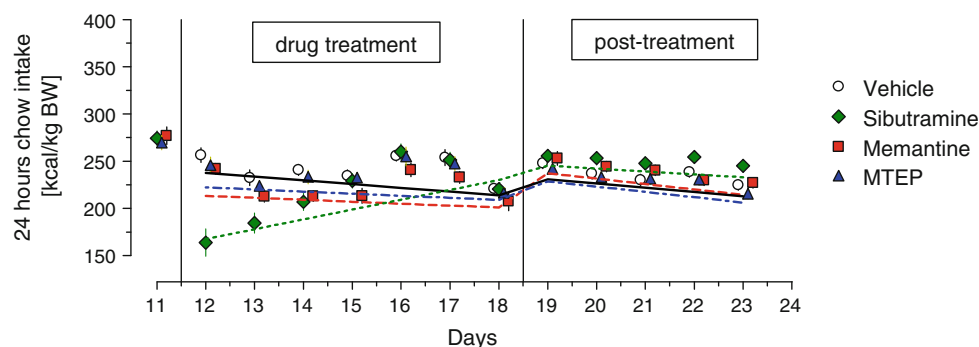 24 hours chow intake
[kcal/kg BW]
400
350
300
250
200
150
drug treatment
post-treatment
Vehicle
Sibutramine
Memantine
MTEP
11 12 13 14 15 16 17 18 19 20 21 22 23 24
Days